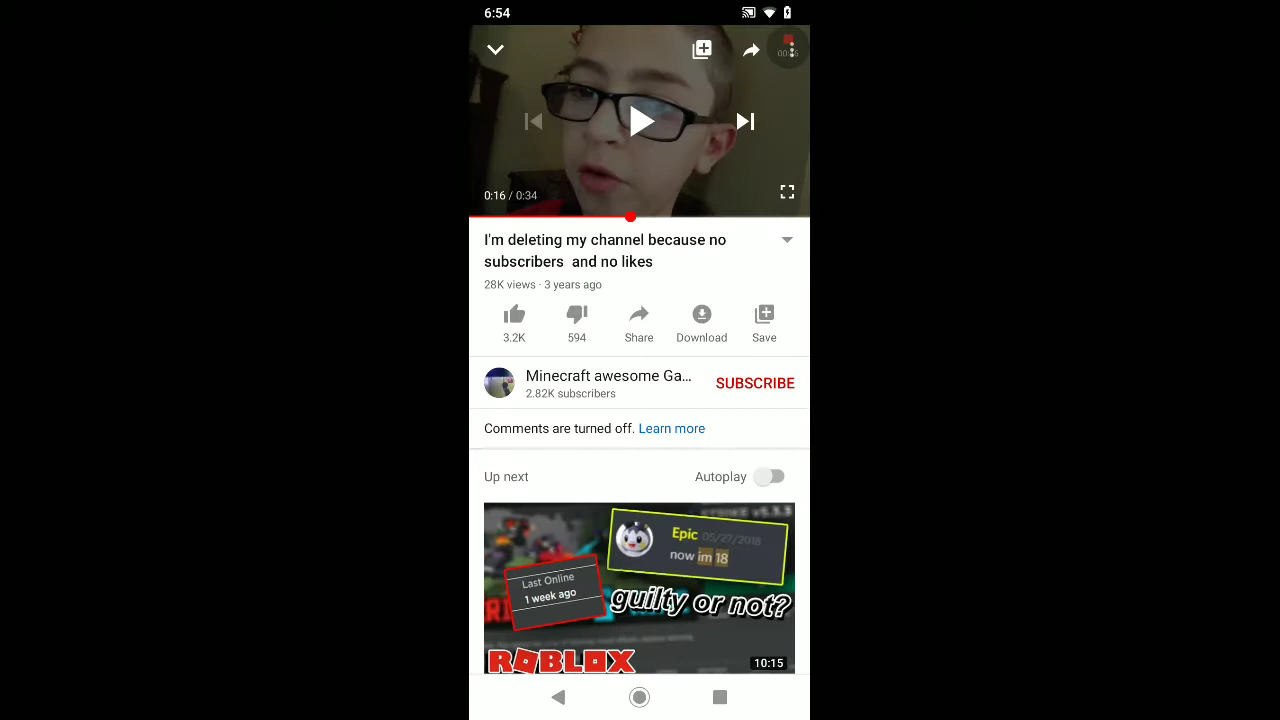 6:54
0:16 / 0:34
I'm deleting my channel because no
subscribers  and no likes
28K views · 3 years ago
3.2K
594
Share
Download
Save
Minecraft awesome Ga...
2.82K subscribers
SUBSCRIBE
Comments are turned off. Learn more
Up next
Autoplay
Epic 05/27/2018
now im 18
Last Online
1 week ago
guilty or not?
ROBLOX
10:15